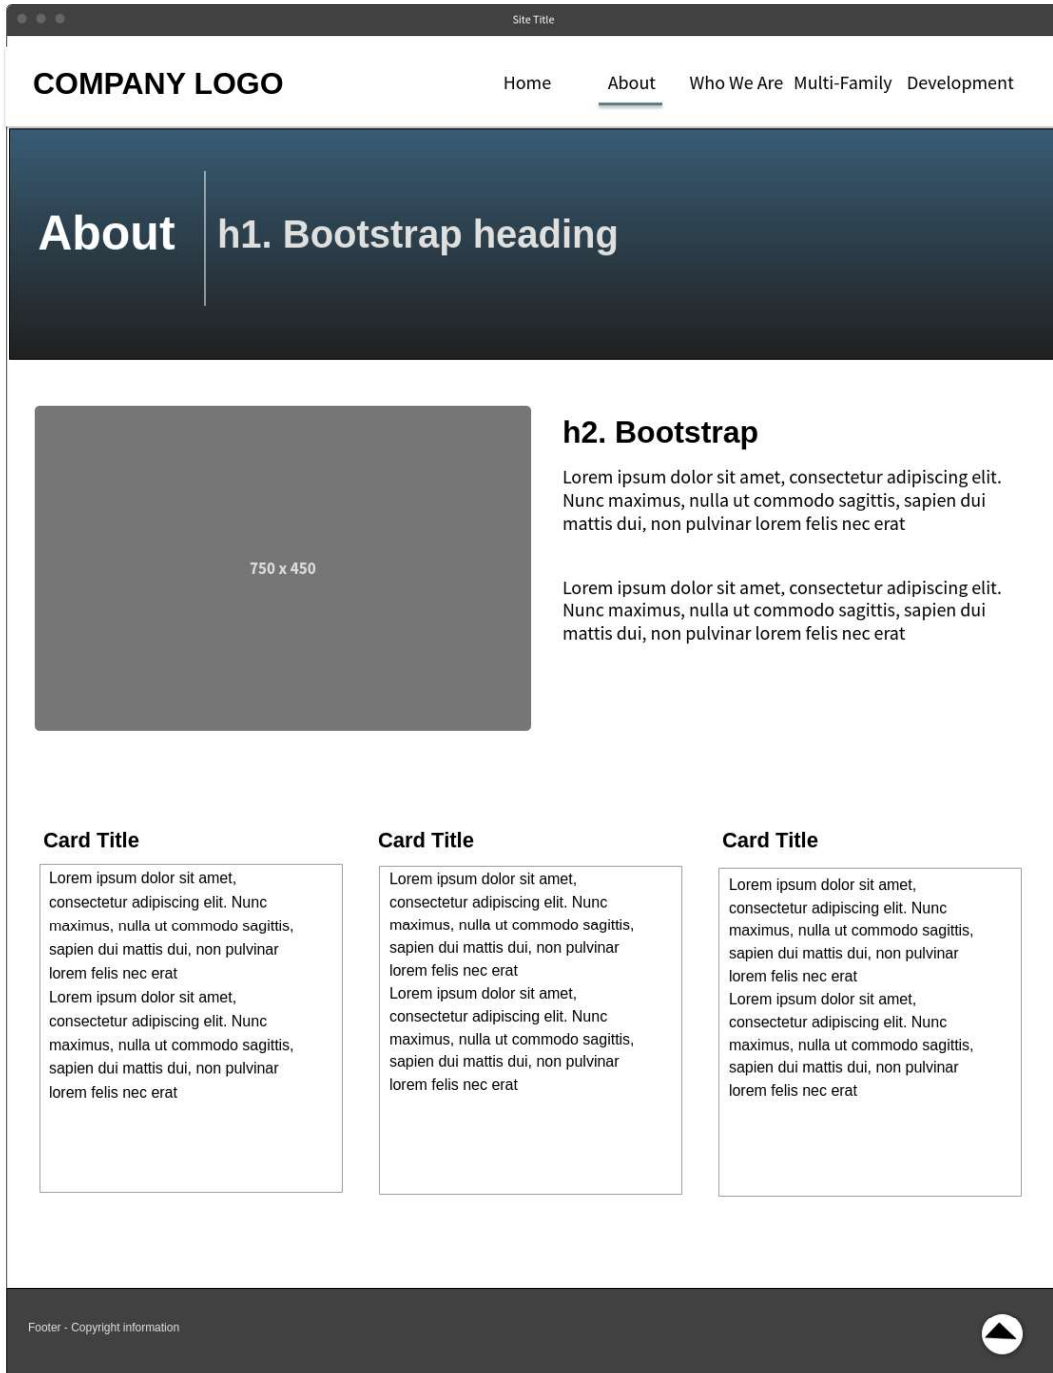 Site Title
COMPANY LOGO
Home About Who We Are Multi-Family Development
About h1. Bootstrap heading
750 x 450
h2. Bootstrap
Lorem ipsum dolor sit amet, consectetur adipiscing elit.
Nunc maximus, nulla ut commodo sagittis, sapien dui
mattis dui, non pulvinar lorem felis nec erat
Lorem ipsum dolor sit amet, consectetur adipiscing elit.
Nunc maximus, nulla ut commodo sagittis, sapien dui
mattis dui, non pulvinar lorem felis nec erat
Card Title
Lorem ipsum dolor sit amet,
consectetur adipiscing elit. Nunc
maximus, nulla ut commodo sagittis,
sapien dui mattis dui, non pulvinar
lorem felis nec erat
Lorem ipsum dolor sit amet,
consectetur adipiscing elit. Nunc
maximus, nulla ut commodo sagittis,
sapien dui mattis dui, non pulvinar
lorem felis nec erat
Card Title
Lorem ipsum dolor sit amet,
consectetur adipiscing elit. Nunc
maximus, nulla ut commodo sagittis,
sapien dui mattis dui, non pulvinar
lorem felis nec erat
Lorem ipsum dolor sit amet,
consectetur adipiscing elit. Nunc
maximus, nulla ut commodo sagittis,
sapien dui mattis dui, non pulvinar
lorem felis nec erat
Card Title
Lorem ipsum dolor sit amet,
consectetur adipiscing elit. Nunc
maximus, nulla ut commodo sagittis,
sapien dui mattis dui, non pulvinar
lorem felis nec erat
Lorem ipsum dolor sit amet,
consectetur adipiscing elit. Nunc
maximus, nulla ut commodo sagittis,
sapien dui mattis dui, non pulvinar
lorem felis nec erat
Footer - Copyright information